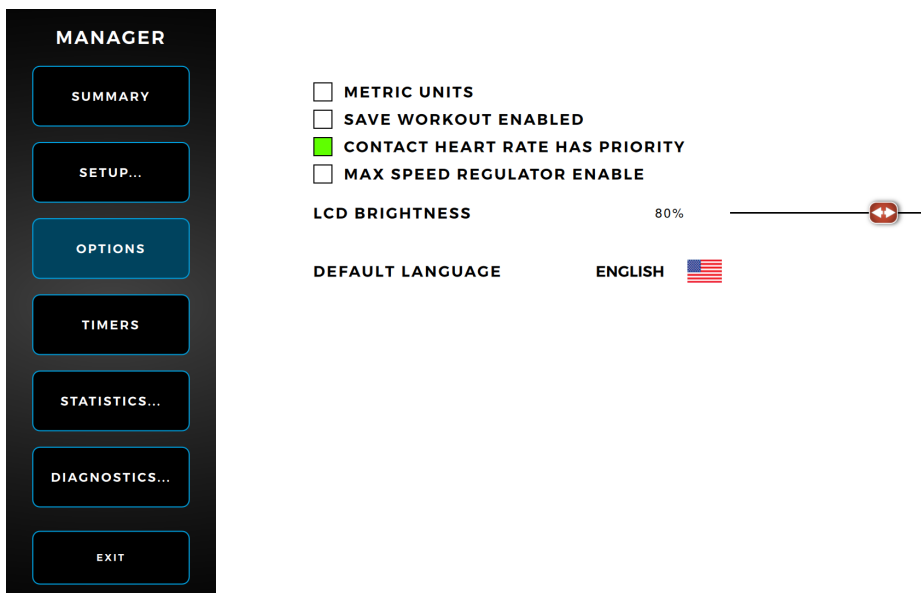 MANAGER
SUMMARY
SETUP...
OPTIONS
TIMERS
STATISTICS...
DIAGNOSTICS...
EXIT
METRIC UNITS
SAVE WORKOUT ENABLED
CONTACT HEART RATE HAS PRIORITY
MAX SPEED REGULATOR ENABLE
LCD BRIGHTNESS 80%
DEFAULT LANGUAGE ENGLISH